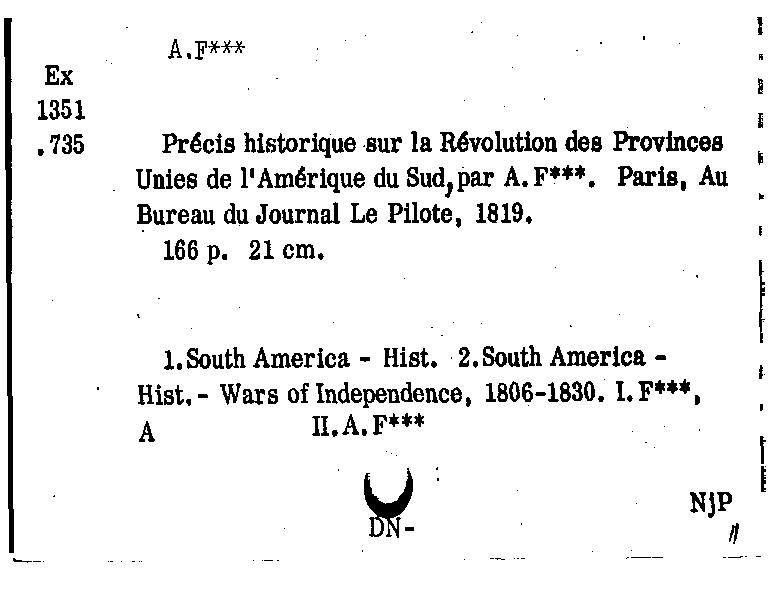 A.F***
Ex
1351
.735
Précis historique sur la Révolution des Provinces
Unies de l'Amérique du Sud, par A.F***. Paris, Au
Bureau du Journal Le Pilote, 1819.
166 p. 21 cm.
1.South America - Hist. 2.South America -
Hist.- Wars of Independence, 1806-1830. I.F***,
A II.A.F***
DN-
NjP